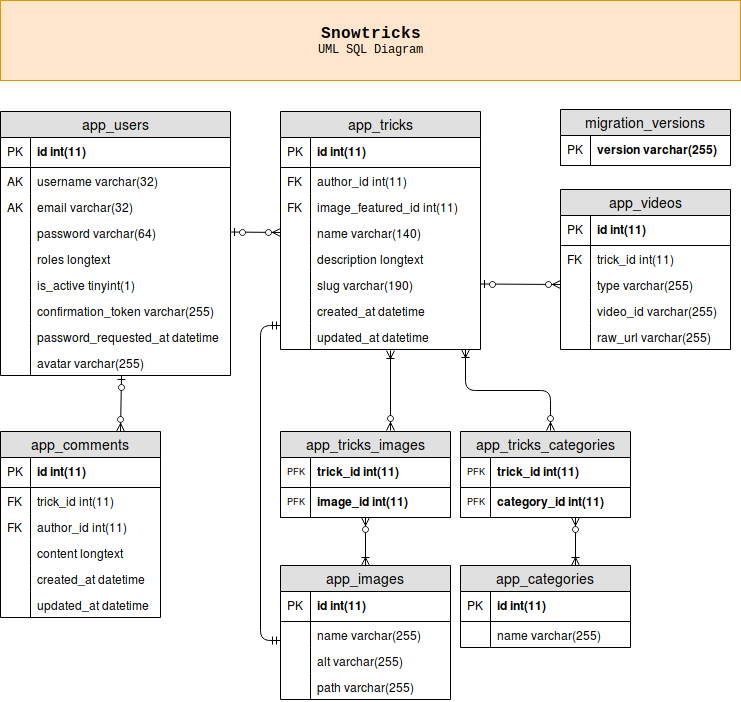 Snowtricks
UML SQL Diagram
app_users
PK id int(11)
AK username varchar(32)
AK email varchar(32)
password varchar(64)
roles longtext
is_active tinyint(1)
confirmation_token varchar(255)
password_requested_at datetime
avatar varchar(255)
app_tricks
PK id int(11)
FK author_id int(11)
FK image_featured_id int(11)
name varchar(140)
description longtext
slug varchar(190)
created_at datetime
updated_at datetime
migration_versions
PK version varchar(255)
app_videos
PK id int(11)
FK trick_id int(11)
type varchar(255)
video_id varchar(255)
raw_url varchar(255)
app_comments
PK id int(11)
FK trick_id int(11)
FK author_id int(11)
content longtext
created_at datetime
updated_at datetime
app_tricks_images
PFK trick_id int(11)
PFK image_id int(11)
app_tricks_categories
PFK trick_id int(11)
PFK category_id int(11)
app_images
PK id int(11)
name varchar(255)
alt varchar(255)
path varchar(255)
app_categories
PK id int(11)
name varchar(255)